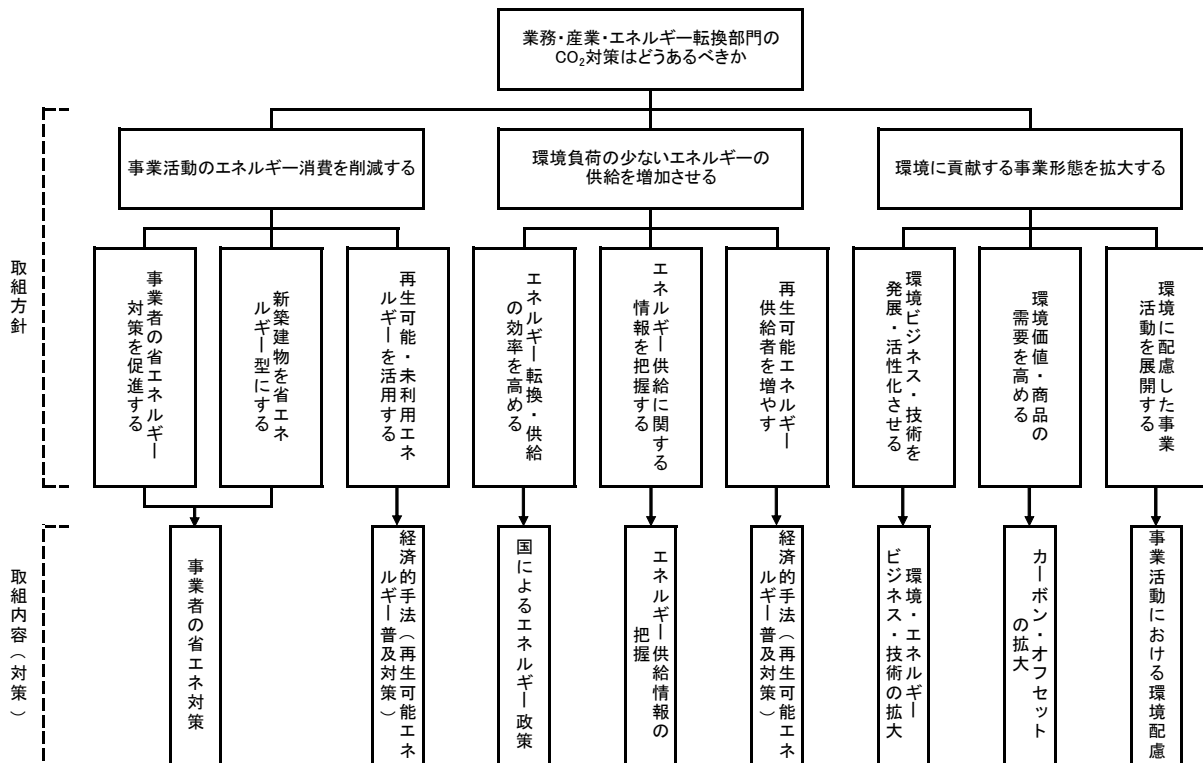 業務・産業・エネルギー転換部門の
CO₂対策はどうあるべきか
取組方針
事業活動のエネルギー消費を削減する
環境負荷の少ないエネルギーの
供給を増加させる
環境に貢献する事業形態を拡大する
事業者の省エネルギー
対策を促進する
新築建物を省エネ
ルギー型にする
再生可能・未利用エネ
ルギーを活用する
エネルギー転換・供給
の効率を高める
エネルギー供給に関する
情報を把握する
再生可能エネルギー
供給者を増やす
環境ビジネス・技術を
発展・活性化させる
環境価値・商品の
需要を高める
環境に配慮した事業
活動を展開する
取組内容（対策）
事業者の省エネ対策
経済的手法（再生可能エネ
ルギー普及対策）
国によるエネルギー政策
エネルギー供給情報の
把握
経済的手法（再生可能エネ
ルギー普及対策）
環境・エネルギー
ビジネス・技術の拡大
カーボン・オフセット
の拡大
事業活動における環境配慮